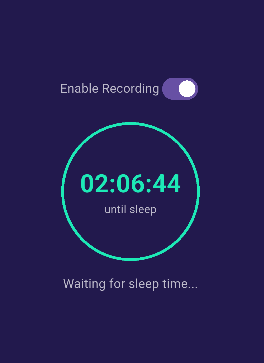 Enable Recording
02:06:44
until sleep
Waiting for sleep time...